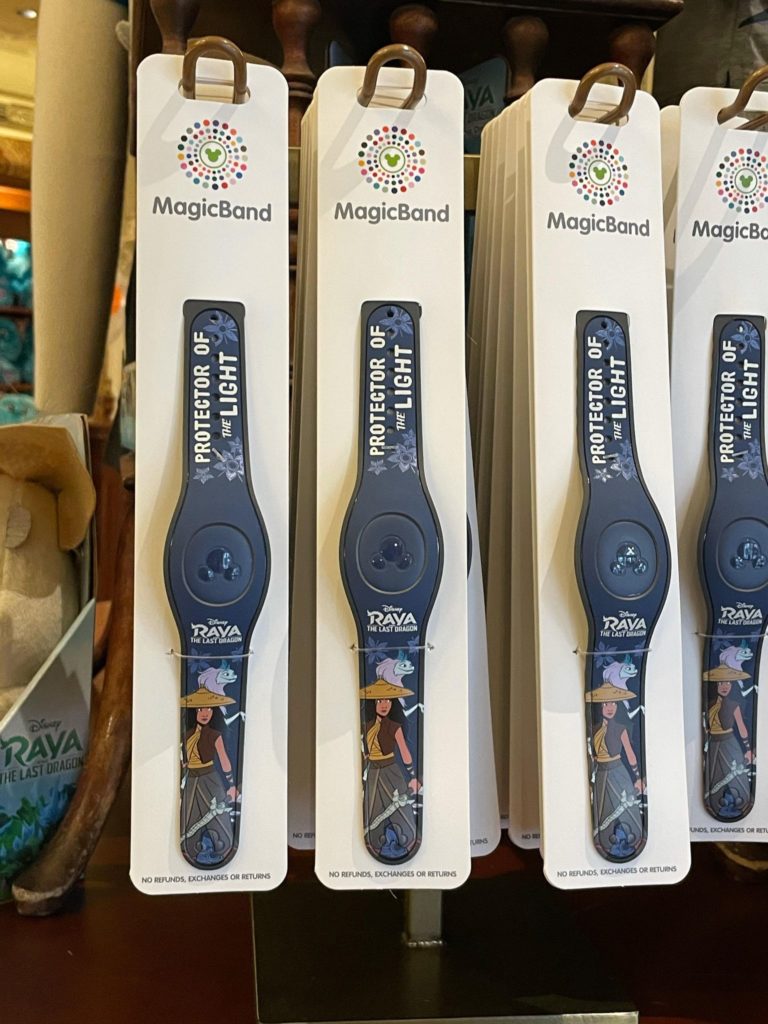 MagicBand
PROTECTOR OF
THE LIGHT
Disney
RAYA
THE LAST DRAGON
NO REFUNDS, EXCHANGES OR RETURNS
MagicBand
PROTECTOR OF
THE LIGHT
Disney
RAYA
THE LAST DRAGON
NO REFUNDS, EXCHANGES OR RETURNS
MagicBand
PROTECTOR OF
THE LIGHT
Disney
RAYA
THE LAST DRAGON
NO REFUNDS, EXCHANGES OR RETURNS
MagicBa
PROTECTOR OF
THE LIGHT
Disney
RAYA
THE LAST DRAGON
REFUNDS, EXCHANGES OR RETURNS
Disney
RAYA
THE LAST DRAGON